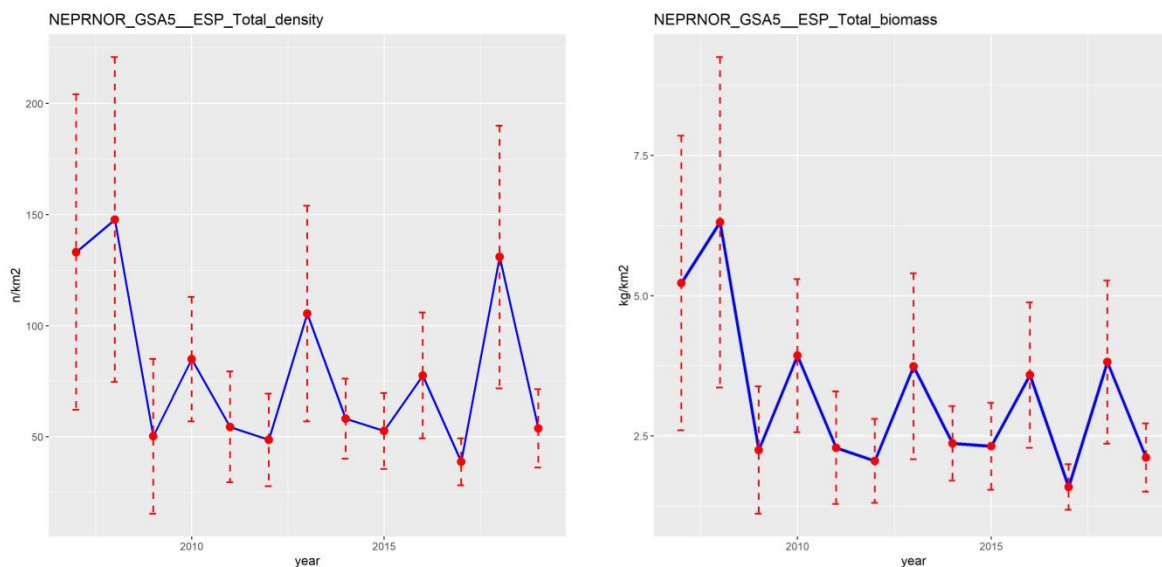 NEPRNOR_GSA5__ESP_Total_density
n/km2
200
150
100
50
2010
2015
year
NEPRNOR_GSA5__ESP_Total_biomass
kg/km2
7.5
5.0
2.5
2010
2015
year